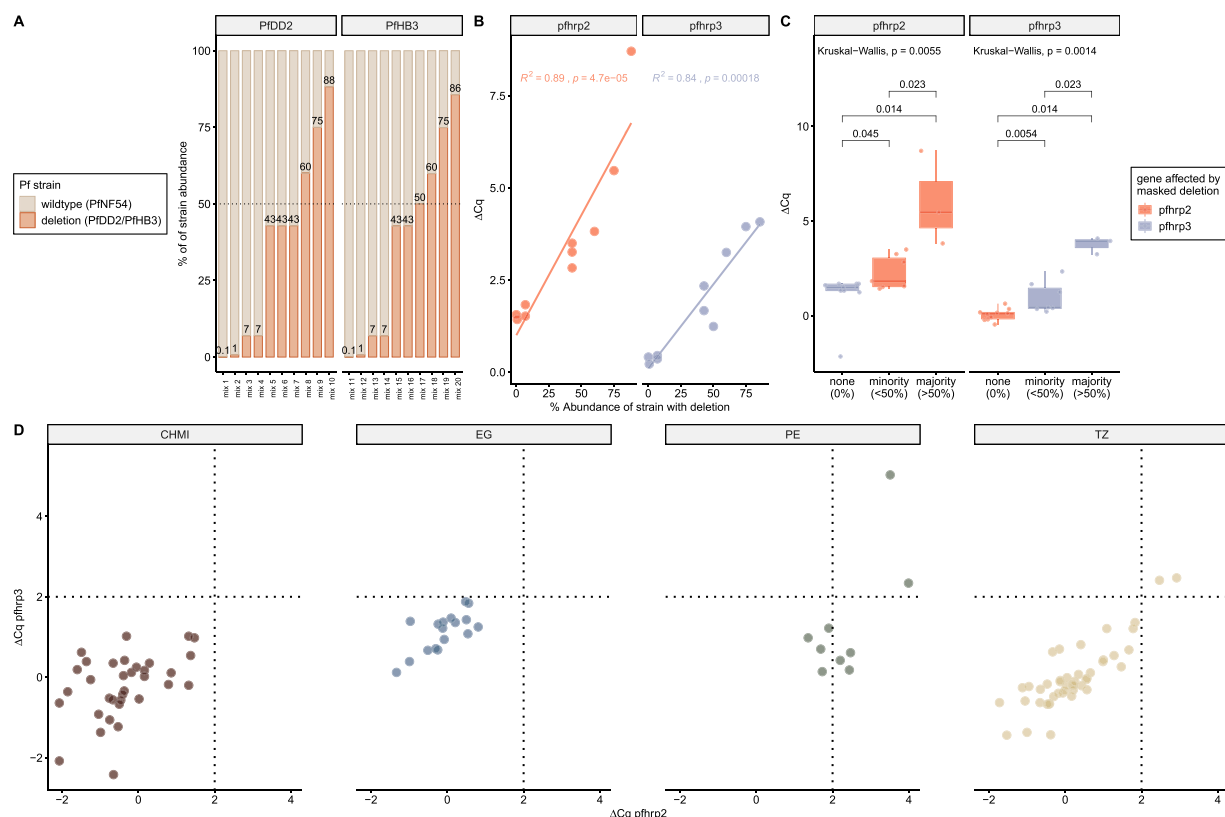 A
PfDD2
PfHB3
% of of strain abundance
100
75
50
25
0
0.1
1
7
7
43
43
43
60
75
88
0.1
1
7
7
43
43
50
60
75
86
mix 1
mix 2
mix 3
mix 4
mix 5
mix 6
mix 7
mix 8
mix 9
mix 10
mix 11
mix 12
mix 13
mix 14
mix 15
mix 16
mix 17
mix 18
mix 19
mix 20
Pf strain
wildtype (PfNF54)
deletion (PfDD2/PfHB3)
B
pfhrp2
pfhrp3
R² = 0.89 , p = 4.7e−05
R² = 0.84 , p = 0.00018
ΔCq
7.5
5.0
2.5
0.0
0
25
50
75
0
25
50
75
% Abundance of strain with deletion
C
pfhrp2
pfhrp3
Kruskal−Wallis, p = 0.0055
Kruskal−Wallis, p = 0.0014
0.023
0.014
0.045
0.023
0.014
0.0054
ΔCq
10
5
0
none
(0%)
minority
(<50%)
majority
(>50%)
none
(0%)
minority
(<50%)
majority
(>50%)
gene affected by
masked deletion
pfhrp2
pfhrp3
D
CHMI
EG
PE
TZ
ΔCq pfhrp3
4
2
0
−2
−2
0
2
4
−2
0
2
4
−2
0
2
4
−2
0
2
4
ΔCq pfhrp2